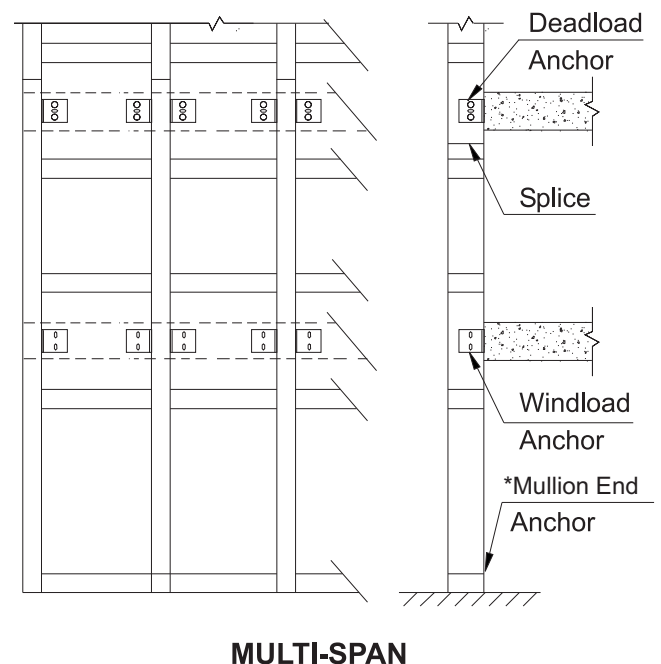 Deadload
Anchor
Splice
Windload
Anchor
*Mullion End
Anchor
MULTI-SPAN